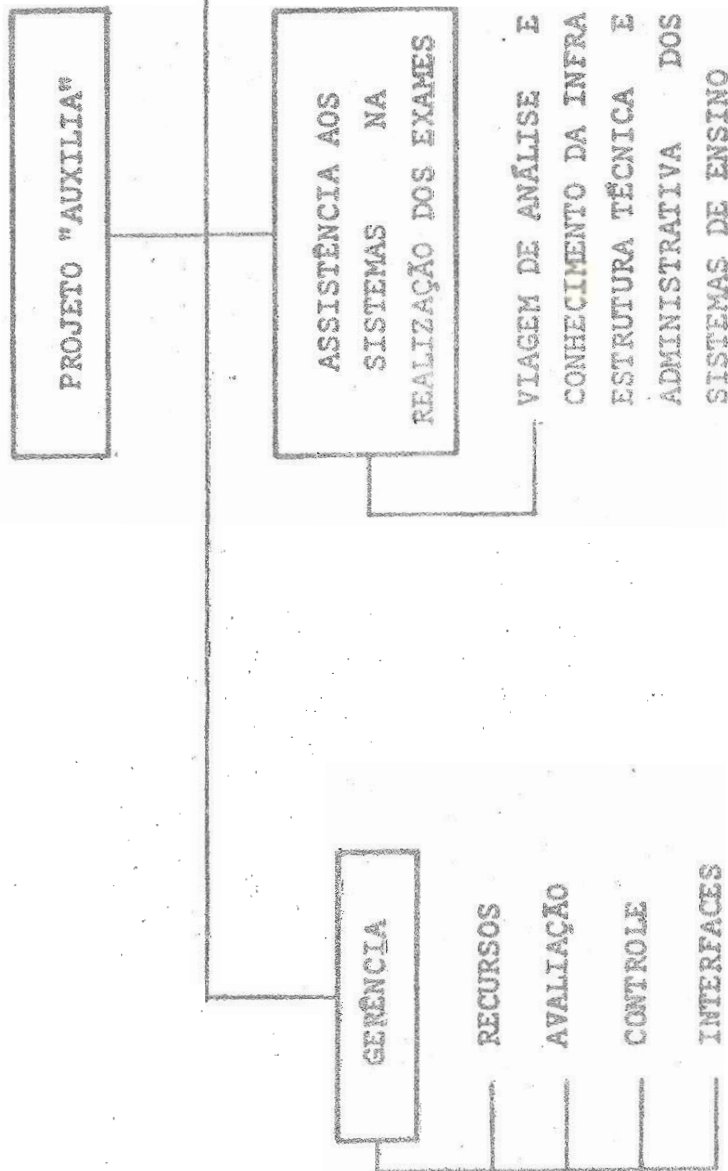 PROJETO "AUXILIA"
GERÊNCIA
RECURSOS
AVALIAÇÃO
CONTROLE
INTERFACES
ASSISTÊNCIA AOS
SISTEMAS NA
REALIZAÇÃO DOS EXAMES
VIAGEM DE ANÁLISE E
CONHECIMENTO DA INFRA
ESTRUTURA TÉCNICA E
ADMINISTRATIVA DOS
SISTEMAS DE ENSINO